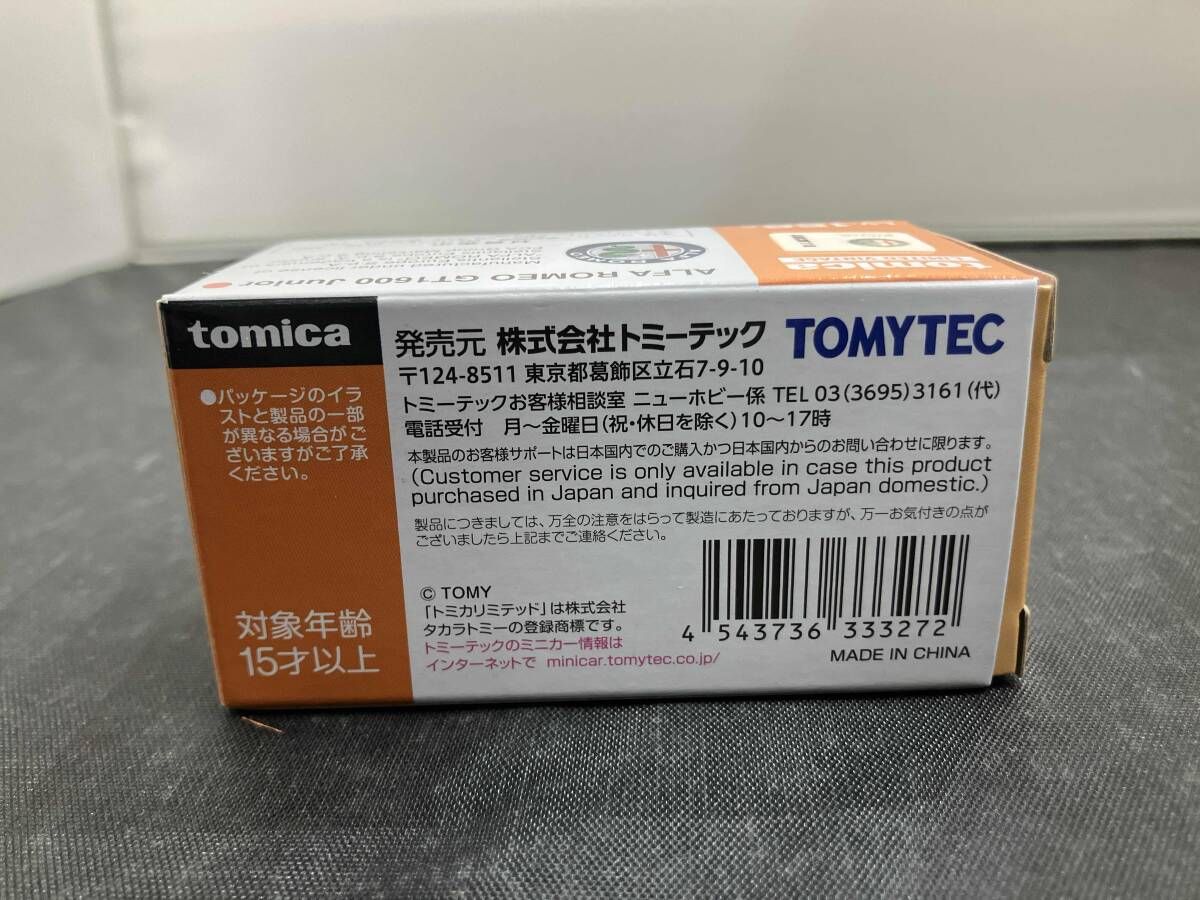 ALFA ROMEO GT1600 Junior
tomica
LIMITED VINTAGE
tomica
●パッケージのイラ
ストと製品の一部
が異なる場合がご
ざいますがご了承
ください。
対象年齢
15才以上
発売元 株式会社トミーテック TOMYTEC
〒124-8511 東京都葛飾区立石7-9-10
トミーテックお客様相談室 ニューホビー係 TEL 03(3695)3161(代)
電話受付 月〜金曜日(祝・休日を除く)10〜17時
本製品のお客様サポートは日本国内でのご購入かつ日本国内からのお問い合わせに限ります。
(Customer service is only available in case this product
purchased in Japan and inquired from Japan domestic.)
製品につきましては、万全の注意をはらって製造にあたっておりますが、万一お気付きの点が
ございましたら上記までご連絡ください。
© TOMY
「トミカリミテッド」は株式会社
タカラトミーの登録商標です。
トミーテックのミニカー情報は
インターネットで minicar.tomytec.co.jp/
4 543736 333272
MADE IN CHINA